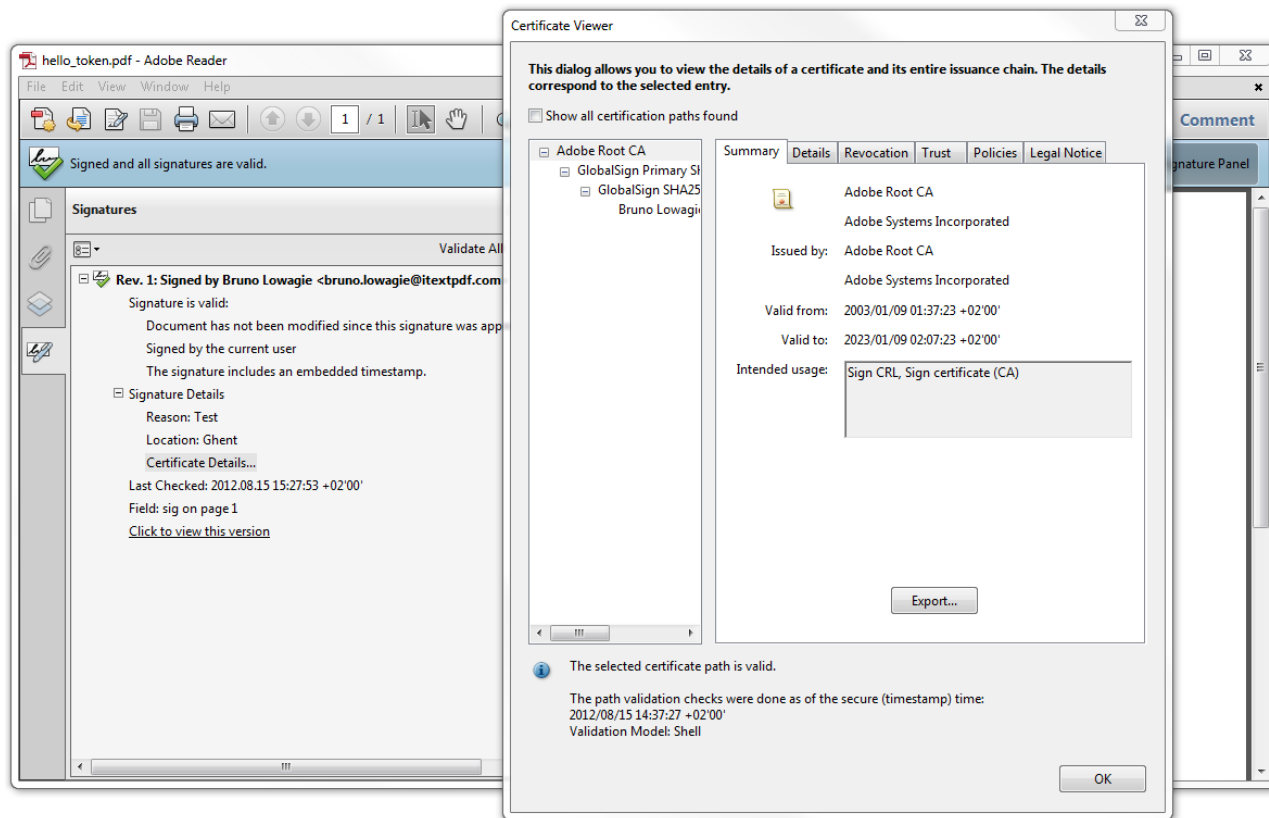 hello_token.pdf - Adobe Reader
File Edit View Window Help
1 / 1
Comment
Signed and all signatures are valid.
gnature Panel
Signatures
Validate All
Rev. 1: Signed by Bruno Lowagie <bruno.lowagie@itextpdf.com
Signature is valid:
Document has not been modified since this signature was app
Signed by the current user
The signature includes an embedded timestamp.
Signature Details
Reason: Test
Location: Ghent
Certificate Details...
Last Checked: 2012.08.15 15:27:53 +02'00'
Field: sig on page 1
Click to view this version
Certificate Viewer
This dialog allows you to view the details of a certificate and its entire issuance chain. The details
correspond to the selected entry.
Show all certification paths found
Adobe Root CA
GlobalSign Primary SH
GlobalSign SHA25
Bruno Lowagie
Summary Details Revocation Trust Policies Legal Notice
Adobe Root CA
Adobe Systems Incorporated
Issued by: Adobe Root CA
Adobe Systems Incorporated
Valid from: 2003/01/09 01:37:23 +02'00'
Valid to: 2023/01/09 02:07:23 +02'00'
Intended usage: Sign CRL, Sign certificate (CA)
Export...
The selected certificate path is valid.
The path validation checks were done as of the secure (timestamp) time:
2012/08/15 14:37:27 +02'00'
Validation Model: Shell
OK